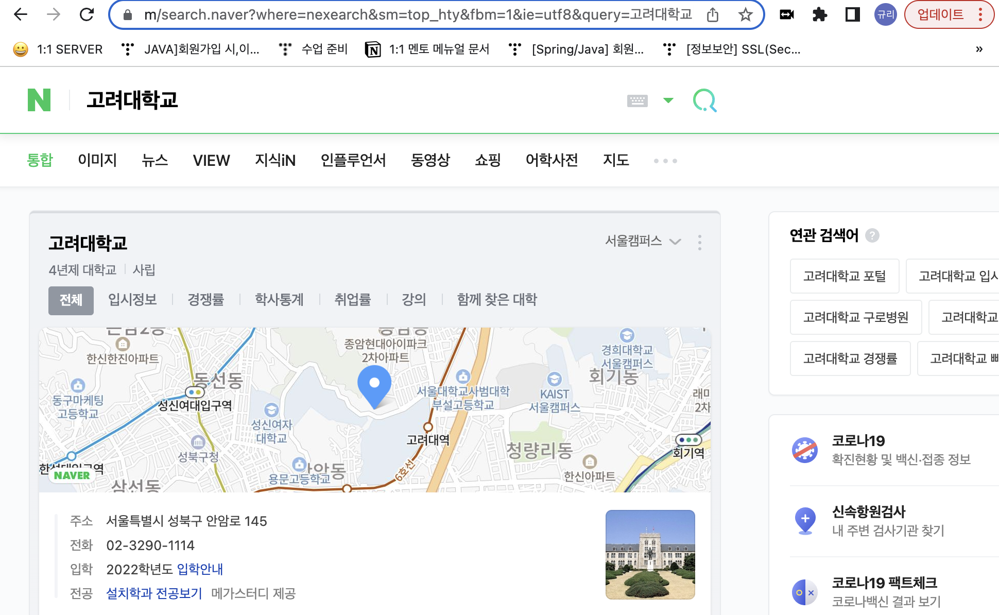 m/search.naver?where=nexearch&sm=top_hty&fbm=1&ie=utf8&query=고려대학교
규리
업데이트
1:1 SERVER
JAVA]회원가입 시,이...
수업 준비
1:1 멘토 메뉴얼 문서
[Spring/Java] 회원...
[정보보안] SSL(Sec...
»
N
고려대학교
통합 이미지 뉴스 VIEW 지식iN 인플루언서 동영상 쇼핑 어학사전 지도
고려대학교
서울캠퍼스
4년제 대학교 사립
전체 입시정보 경쟁률 학사통계 취업률 강의 함께 찾은 대학
한신한진아파트
종암현대아이파크
2차아파트
경희대학교
서울캠퍼스
회기동
동선동
성신여대입구역
동구마케팅
고등학교
서울대학교사범대학
부설고등학교
KAIST
서울캠퍼스
래미
2차
성신여자
대학교
고려대역
성북구청
청량리동
회기역
한성대입구역
NAVER
삼선동
안암동
용문고등학교
6호선
한신아파트
주소 서울특별시 성북구 안암로 145
전화 02-3290-1114
입학 2022학년도 입학안내
전공 설치학과 전공보기 메가스터디 제공
연관 검색어 ?
고려대학교 포털
고려대학교 입시
고려대학교 구로병원
고려대학교
고려대학교 경쟁률
고려대학교
코로나19
확진현황 및 백신·접종 정보
신속항원검사
내 주변 검사기관 찾기
코로나19 팩트체크
코로나백신 결과 보기